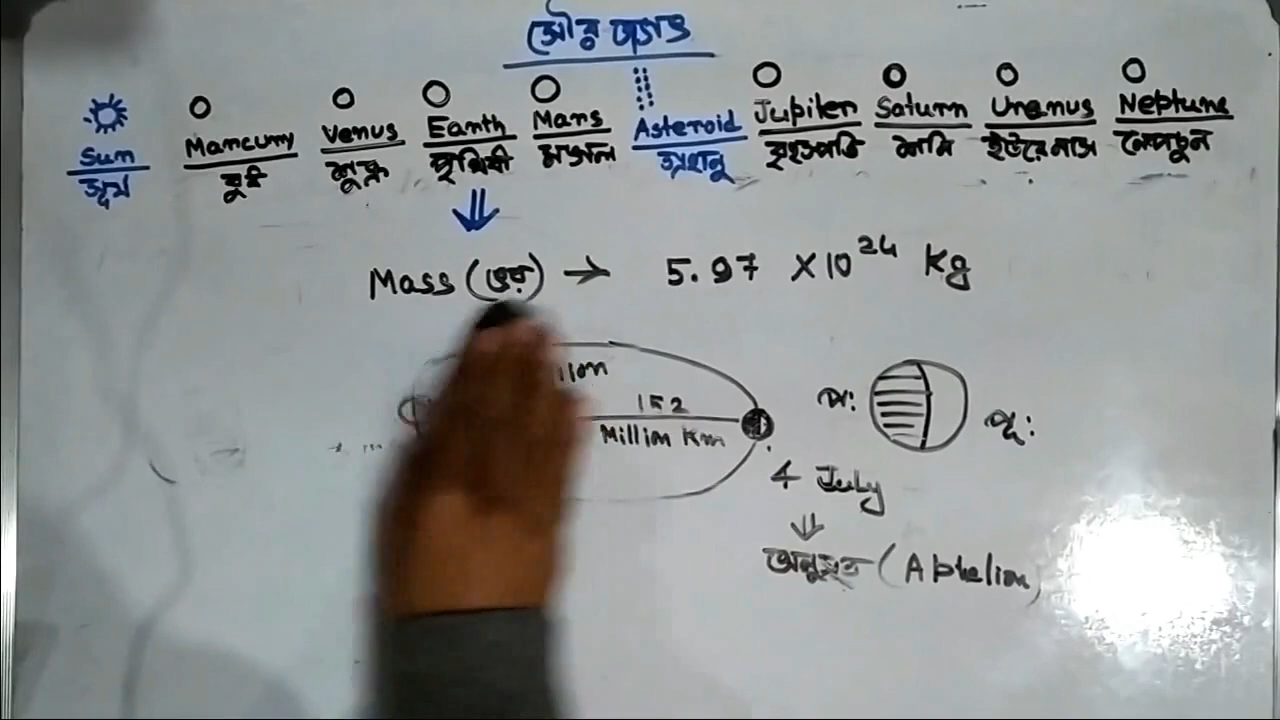 সৌর জগৎ
Sun Mercury Venus Earth Mars Asteroid Jupiter Saturn Uranus Neptune
সূর্য বুধ শুক্র পৃথিবী মঙ্গল গ্রহানু বৃহস্পতি শনি ইউরেনাস নেপচুন
Mass (ভর) → 5.97 × 10²⁴ Kg
152
Million Km
4 July
অনুসূর (Aphelion)